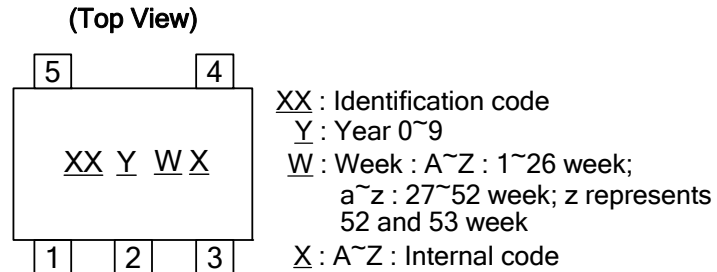 (Top View)
5 4
XX Y W X
1 2 3
XX : Identification code
Y : Year 0~9
W : Week : A~Z : 1~26 week;
a~z : 27~52 week; z represents
52 and 53 week
X : A~Z : Internal code